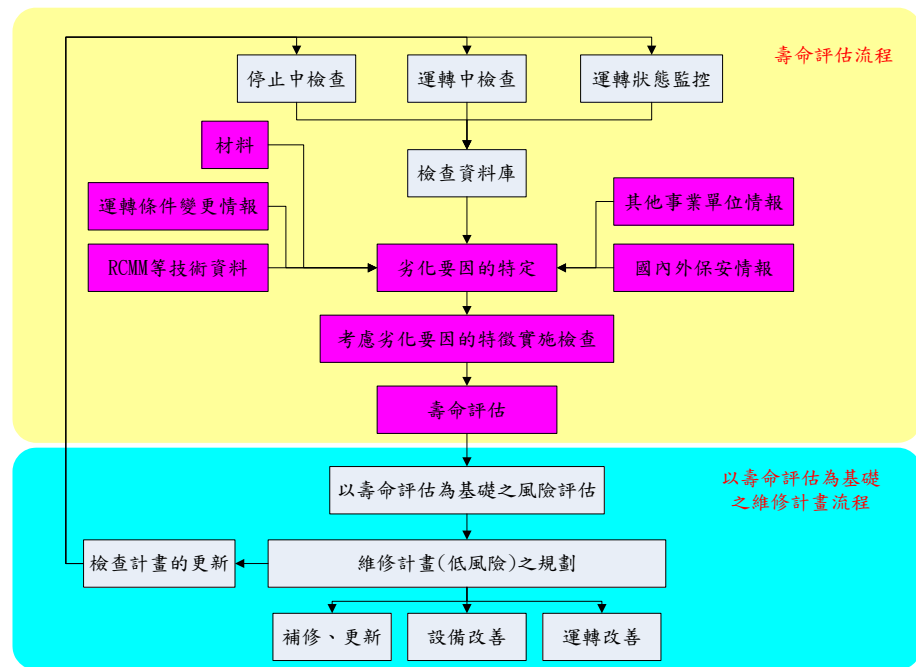 壽命評估流程
停止中檢查
運轉中檢查
運轉狀態監控
材料
檢查資料庫
運轉條件變更情報
其他事業單位情報
RCMM等技術資料
劣化要因的特定
國內外保安情報
考慮劣化要因的特徵實施檢查
壽命評估
以壽命評估為基礎之風險評估
以壽命評估為基礎
之維修計畫流程
檢查計畫的更新
維修計畫(低風險)之規劃
補修、更新
設備改善
運轉改善